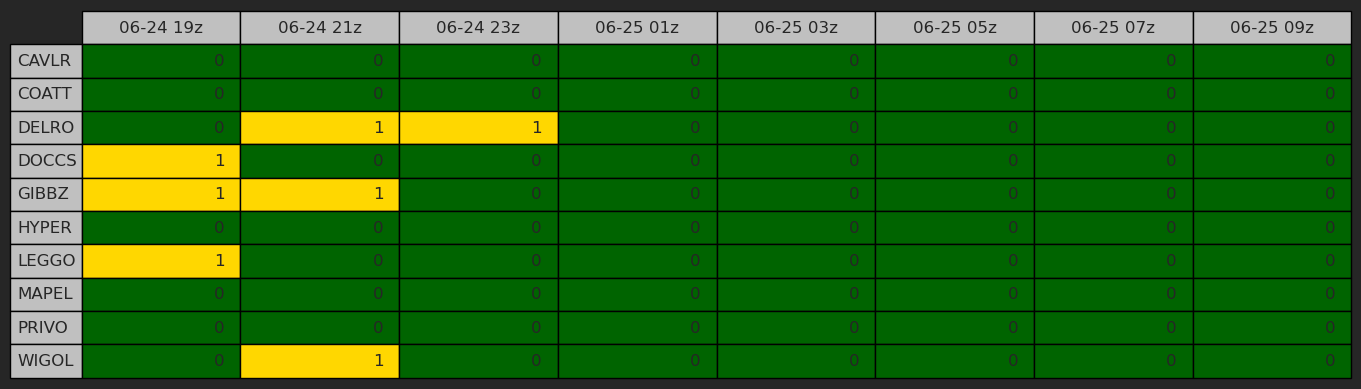 06-24 19z 06-24 21z 06-24 23z 06-25 01z 06-25 03z 06-25 05z 06-25 07z 06-25 09z
CAVLR 0 0 0 0 0 0 0 0
COATT 0 0 0 0 0 0 0 0
DELRO 0 1 1 0 0 0 0 0
DOCCS 1 0 0 0 0 0 0 0
GIBBZ 1 1 0 0 0 0 0 0
HYPER 0 0 0 0 0 0 0 0
LEGGO 1 0 0 0 0 0 0 0
MAPEL 0 0 0 0 0 0 0 0
PRIVO 0 0 0 0 0 0 0 0
WIGOL 0 1 0 0 0 0 0 0